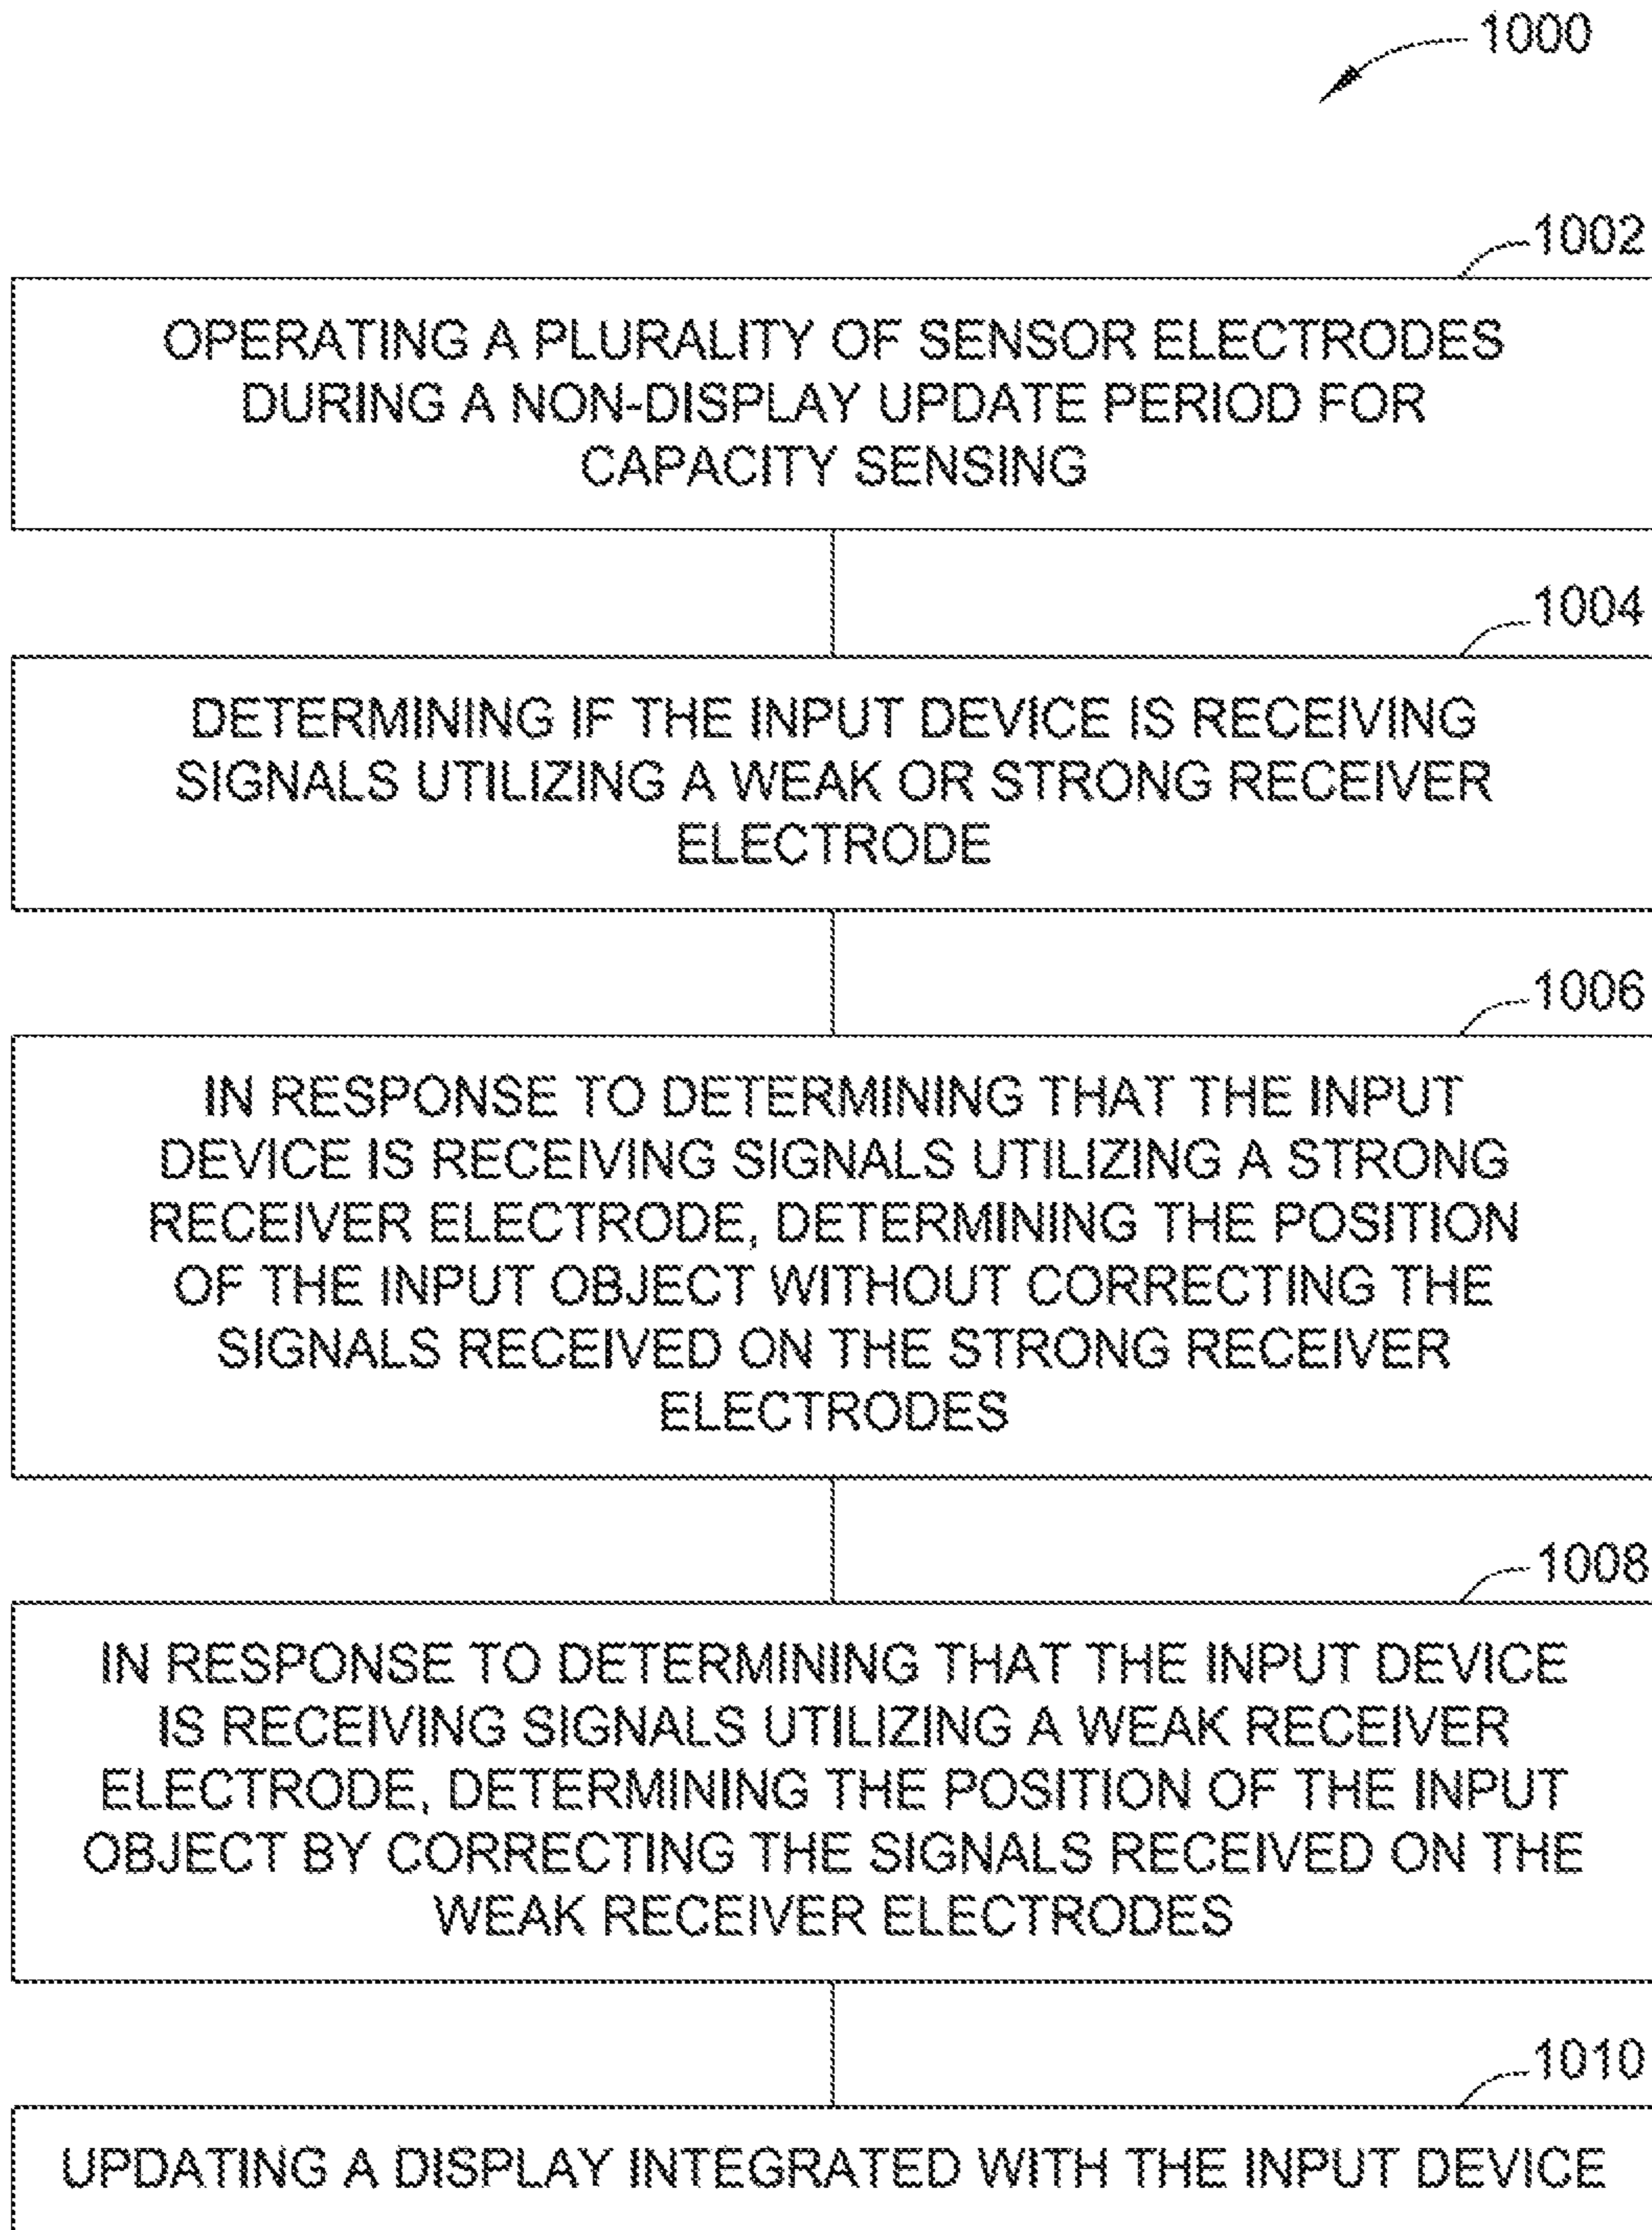 1000
1002
OPERATING A PLURALITY OF SENSOR ELECTRODES
DURING A NON-DISPLAY UPDATE PERIOD FOR
CAPACITY SENSING
1004
DETERMINING IF THE INPUT DEVICE IS RECEIVING
SIGNALS UTILIZING A WEAK OR STRONG RECEIVER
ELECTRODE
1006
IN RESPONSE TO DETERMINING THAT THE INPUT
DEVICE IS RECEIVING SIGNALS UTILIZING A STRONG
RECEIVER ELECTRODE, DETERMINING THE POSITION
OF THE INPUT OBJECT WITHOUT CORRECTING THE
SIGNALS RECEIVED ON THE STRONG RECEIVER
ELECTRODES
1008
IN RESPONSE TO DETERMINING THAT THE INPUT DEVICE
IS RECEIVING SIGNALS UTILIZING A WEAK RECEIVER
ELECTRODE, DETERMINING THE POSITION OF THE INPUT
OBJECT BY CORRECTING THE SIGNALS RECEIVED ON THE
WEAK RECEIVER ELECTRODES
1010
UPDATING A DISPLAY INTEGRATED WITH THE INPUT DEVICE